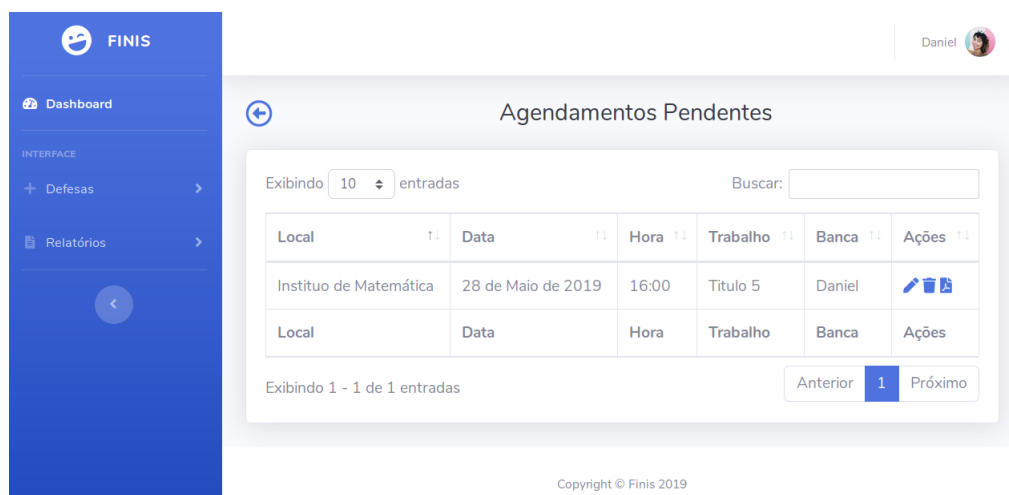 FINIS
Daniel
Dashboard
INTERFACE
Defesas
Relatórios
Agendamentos Pendentes
Exibindo 10 entradas
Buscar:
Local Data Hora Trabalho Banca Ações
Instituo de Matemática 28 de Maio de 2019 16:00 Titulo 5 Daniel
Local Data Hora Trabalho Banca Ações
Exibindo 1 - 1 de 1 entradas
Anterior 1 Próximo
Copyright © Finis 2019